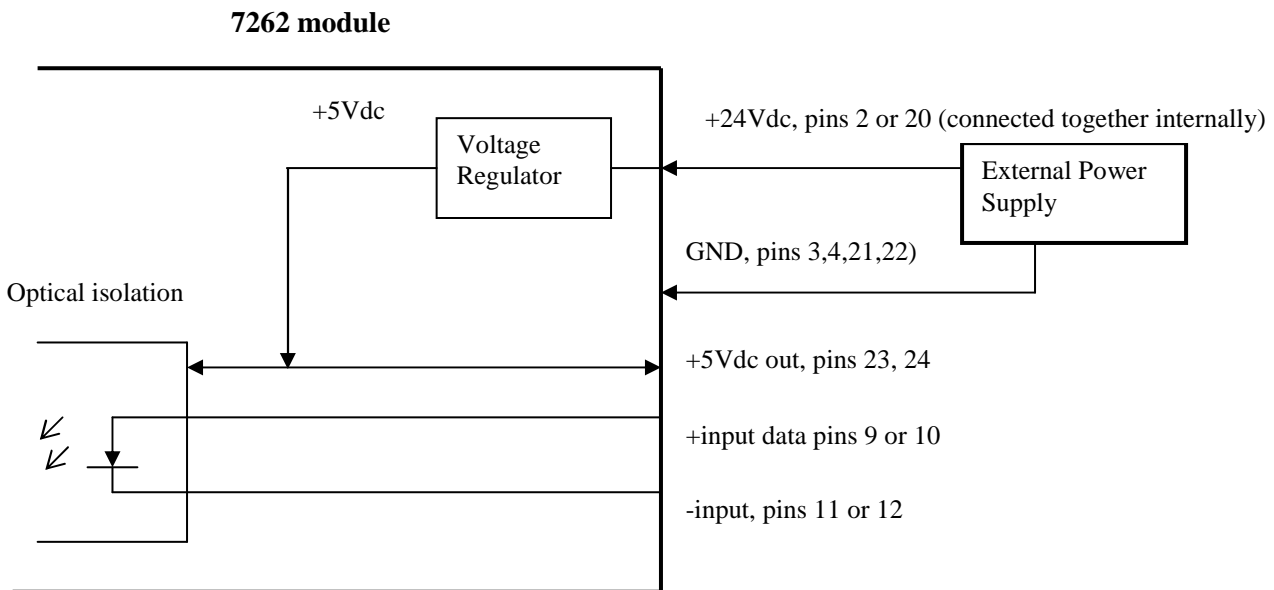 7262 module
+5Vdc
+24Vdc, pins 2 or 20 (connected together internally)
Voltage
Regulator
External Power
Supply
GND, pins 3,4,21,22)
Optical isolation
+5Vdc out, pins 23, 24
+input data pins 9 or 10
-input, pins 11 or 12